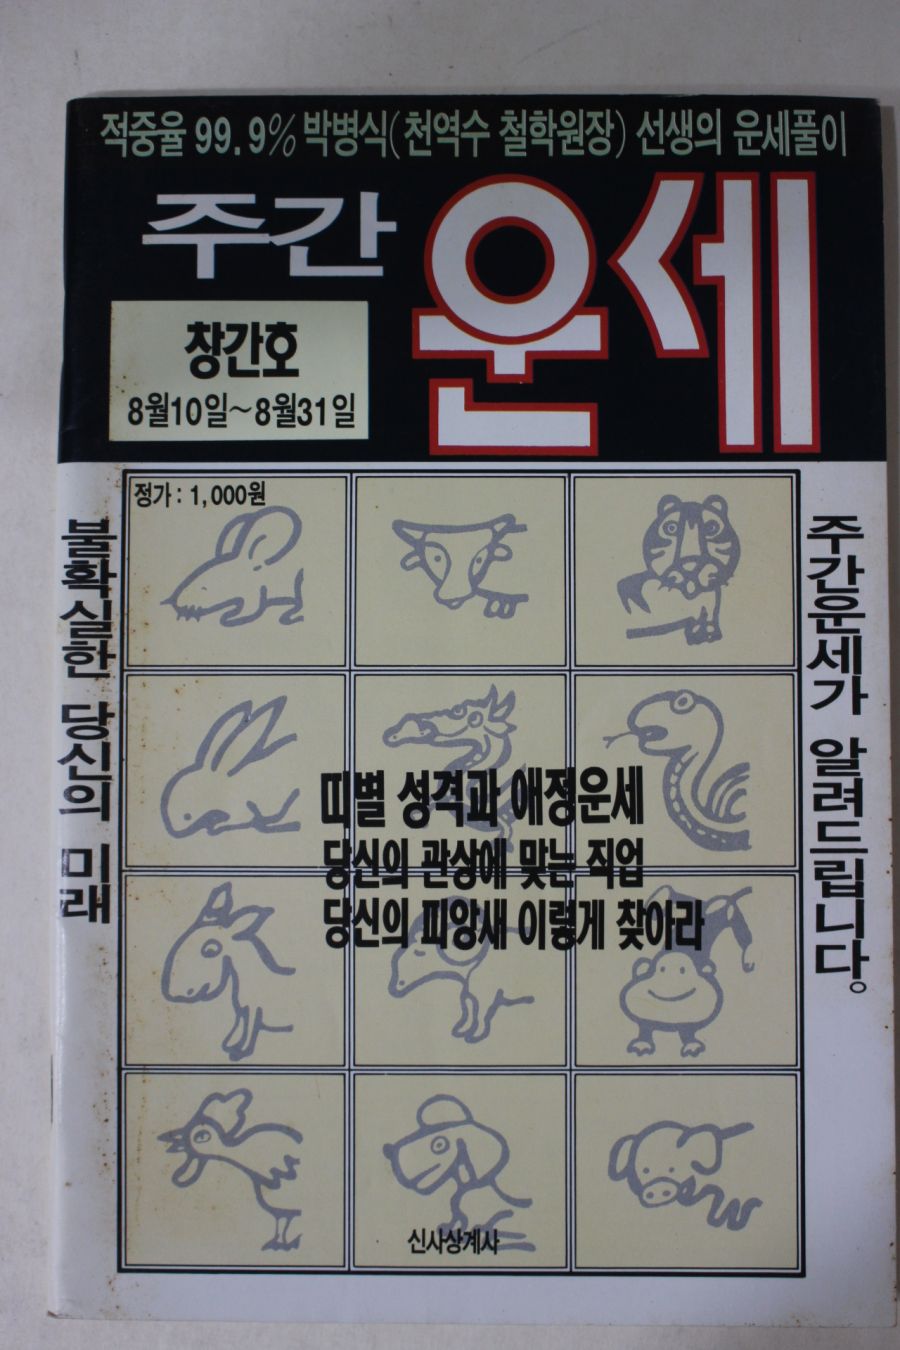 적중율 99.9% 박병식(천역수 철학원장) 선생의 운세풀이
주간 운세
창간호
8월10일~8월31일
정가: 1,000원
불확실한 당신의 미래
주간운세가 알려드립니다。
띠별 성격과 애정운세
당신의 관상에 맞는 직업
당신의 피앙새 이렇게 찾아라
신사상계사